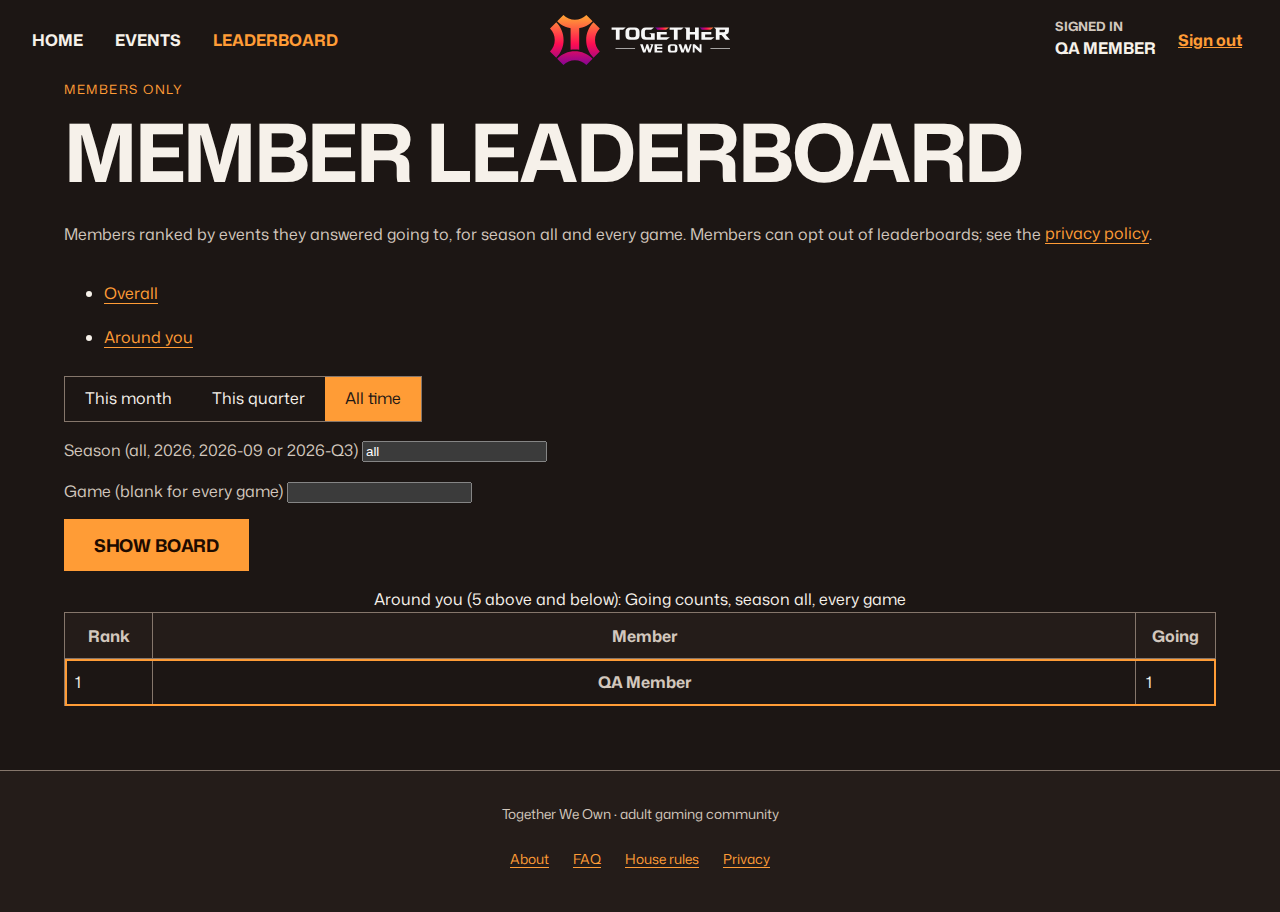 HOME EVENTS LEADERBOARD
TOGETHER
WE OWN
SIGNED IN
QA MEMBER
Sign out
MEMBERS ONLY
MEMBER LEADERBOARD
Members ranked by events they answered going to, for season all and every game. Members can opt out of leaderboards; see the privacy policy.
Overall
Around you
This month This quarter All time
Season (all, 2026, 2026-09 or 2026-Q3) all
Game (blank for every game)
SHOW BOARD
Around you (5 above and below): Going counts, season all, every game
Rank Member Going
1 QA Member 1
Together We Own · adult gaming community
About FAQ House rules Privacy